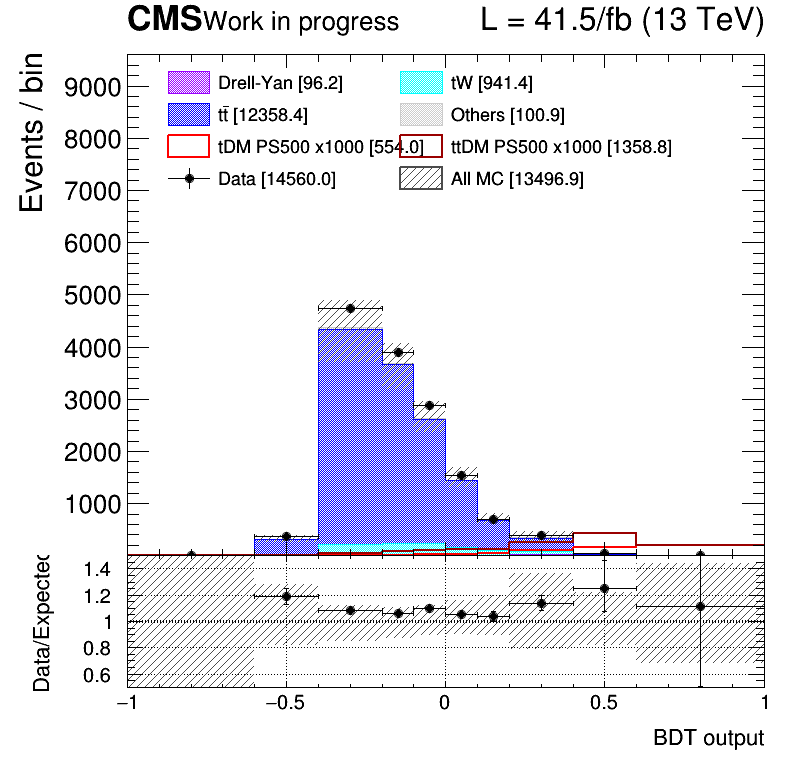 CMS Work in progress L = 41.5/fb (13 TeV)
Events / bin
9000
8000
7000
6000
5000
4000
3000
2000
1000
Drell-Yan [96.2] tW [941.4]
tt̄ [12358.4] Others [100.9]
tDM PS500 x1000 [554.0] ttDM PS500 x1000 [1358.8]
Data [14560.0] All MC [13496.9]
Data/Expected
1.4
1.2
1
0.8
0.6
−1 −0.5 0 0.5 1
BDT output